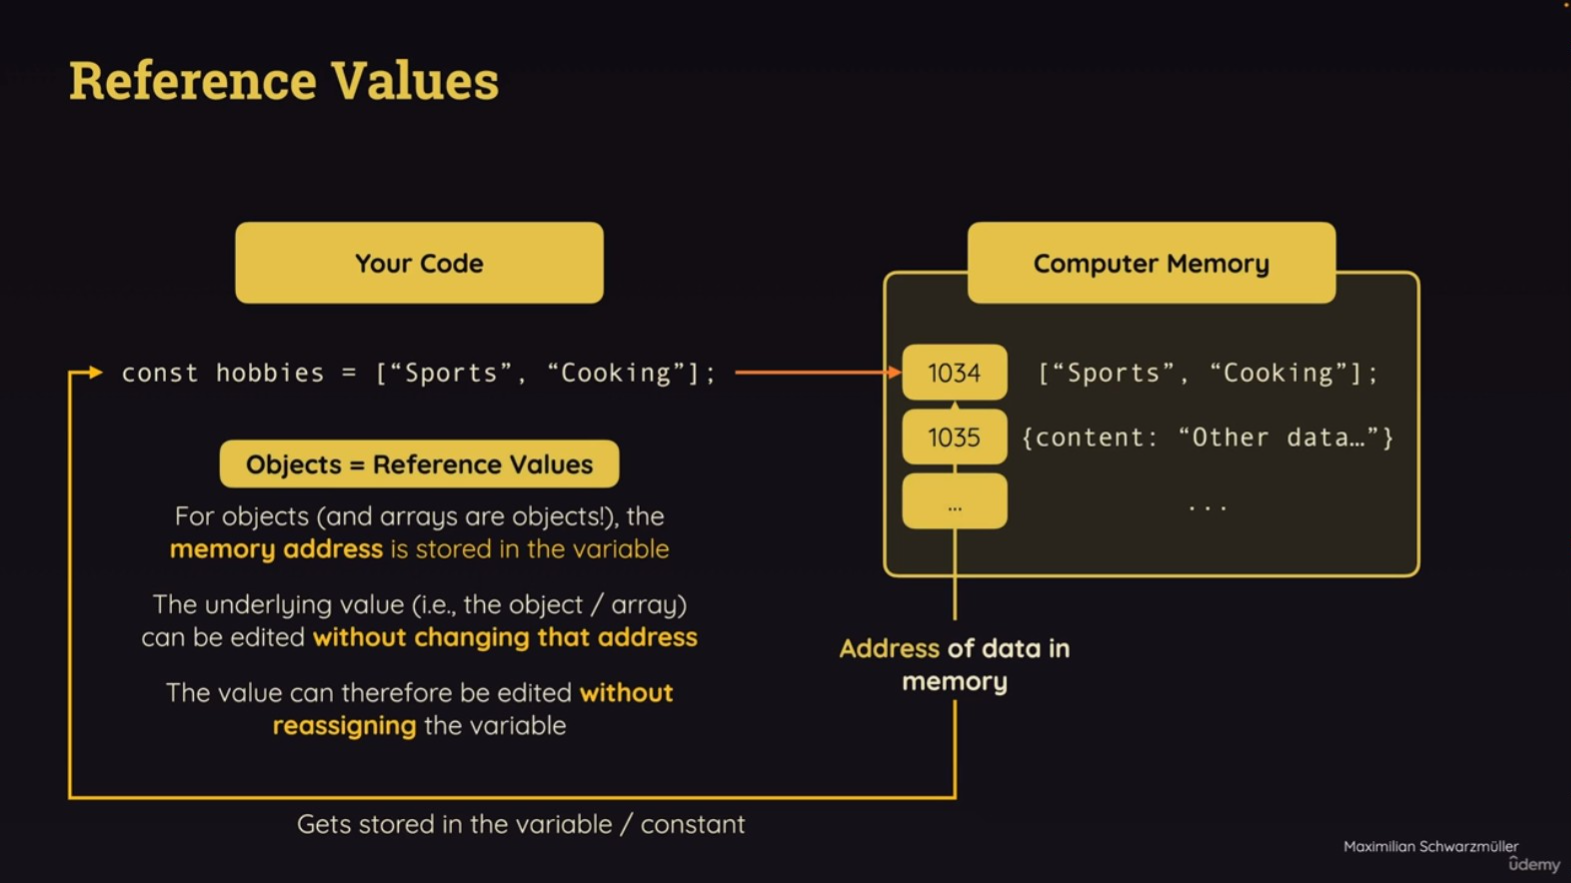 Reference Values
Your Code
Computer Memory
const hobbies = [“Sports”, “Cooking”];
1034 [“Sports”, “Cooking”];
1035 {content: “Other data…”}
... ...
Objects = Reference Values
For objects (and arrays are objects!), the
memory address is stored in the variable
The underlying value (i.e., the object / array)
can be edited without changing that address
The value can therefore be edited without
reassigning the variable
Address of data in
memory
Gets stored in the variable / constant
Maximilian Schwarzmüller
ûdemy